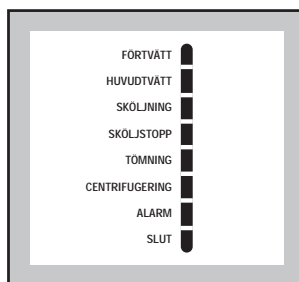 FÖRTVÄTT
HUVUDTVÄTT
SKÖLJNING
SKÖLJSTOPP
TÖMNING
CENTRIFUGERING
ALARM
SLUT